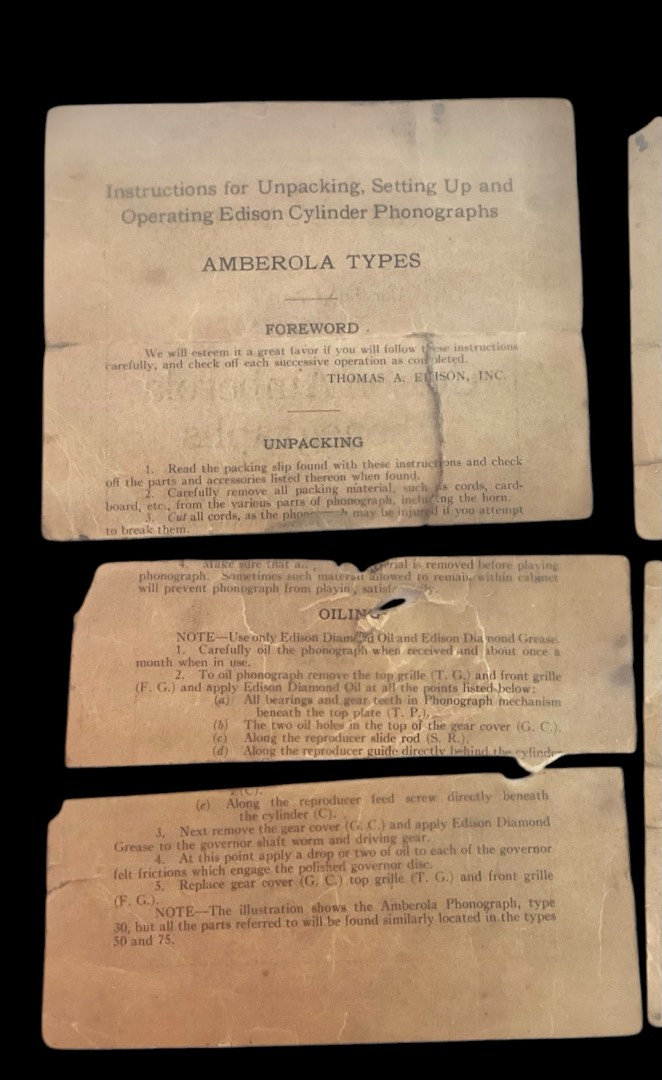 Instructions for Unpacking, Setting Up and
Operating Edison Cylinder Phonographs
AMBEROLA TYPES
FOREWORD
We will esteem it a great favor if you will follow these instructions
carefully, and check off each successive operation as completed.
THOMAS A. EDISON, INC.
UNPACKING
1. Read the packing slip found with these instructions and check
off the parts and accessories listed thereon when found.
2. Carefully remove all packing material, such as cords, card-
board, etc., from the various parts of phonograph, including the horn.
3. Cut all cords, as the phonograph may be injured if you attempt
to break them.
4. Make sure that material is removed before playing
phonograph. Sometimes such material allowed to remain within cabinet
will prevent phonograph from playing satisfactorily.
OILING
NOTE—Use only Edison Diamond Oil and Edison Diamond Grease.
1. Carefully oil the phonograph when received and about once a
month when in use.
2. To oil phonograph remove the top grille (T. G.) and front grille
(F. G.) and apply Edison Diamond Oil at all the points listed below:
(a) All bearings and gear teeth in Phonograph mechanism
beneath the top plate (T. P.).
(b) The two oil holes in the top of the gear cover (G. C.).
(c) Along the reproducer slide rod (S. R.).
(d) Along the reproducer guide directly behind the cylinder
(C).
(e) Along the reproducer feed screw directly beneath
the cylinder (C).
3. Next remove the gear cover (G. C.) and apply Edison Diamond
Grease to the governor shaft worm and driving gear.
4. At this point apply a drop or two of oil to each of the governor
felt frictions which engage the polished governor disc.
5. Replace gear cover (G. C.) top grille (T. G.) and front grille
(F. G.).
NOTE—The illustration shows the Amberola Phonograph, type
30, but all the parts referred to will be found similarly located in the types
50 and 75.